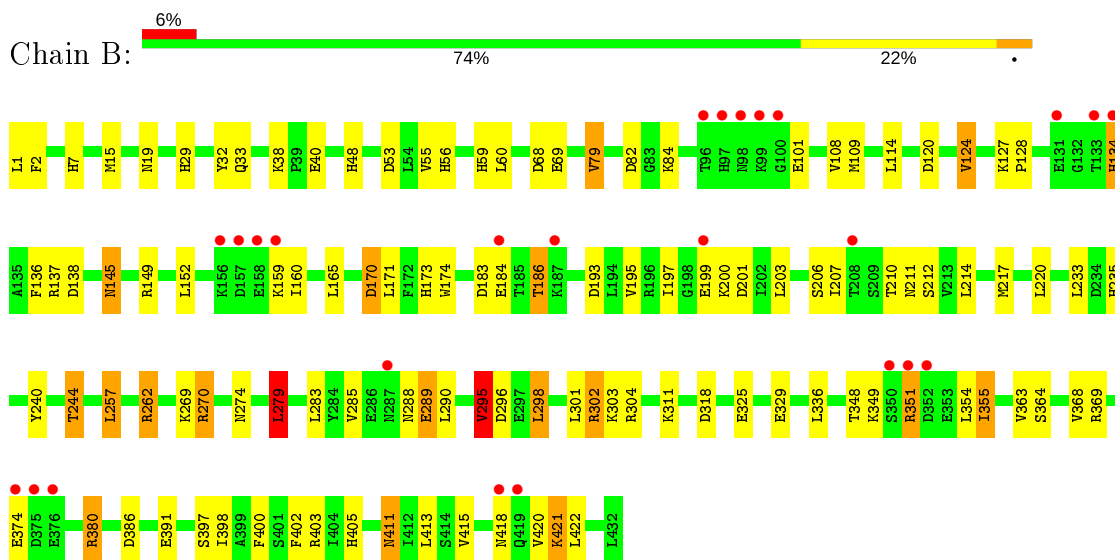 6%
Chain B:
74% 22% •
L1 F2 H7 M15 N19 H29 Y32 Q33 K38 P39 E40 H48 D53 L54 V55 H56 H59 L60 D68 E69 V79 D82 G83 K84 T96 H97 N98 K99 G100 E101 V108 M109 L114 D120 V124 K127 P128 E131 G132 T133 H134
A135 F136 R137 D138 N145 R149 L152 K156 D157 E158 K159 I160 L165 D170 L171 F172 H173 W174 D183 E184 T185 T186 K187 D193 L194 V195 R196 I197 G198 E199 K200 D201 I202 L203 S206 I207 T208 S209 T210 N211 S212 V213 L214 M217 L220 L233 D234 H235
Y240 T244 L257 R262 K269 R270 N274 L279 L283 Y284 V285 E286 N287 N288 E289 L290 V295 D296 E297 L298 L301 R302 K303 R304 K311 D318 E325 E329 L336 T348 K349 S350 R351 D352 E353 L354 I355 V363 S364 V368 R369
E374 D375 E376 R380 D386 E391 S397 I398 A399 F400 S401 F402 R403 I404 H405 N411 I412 L413 S414 V415 N418 Q419 V420 K421 L422 L432